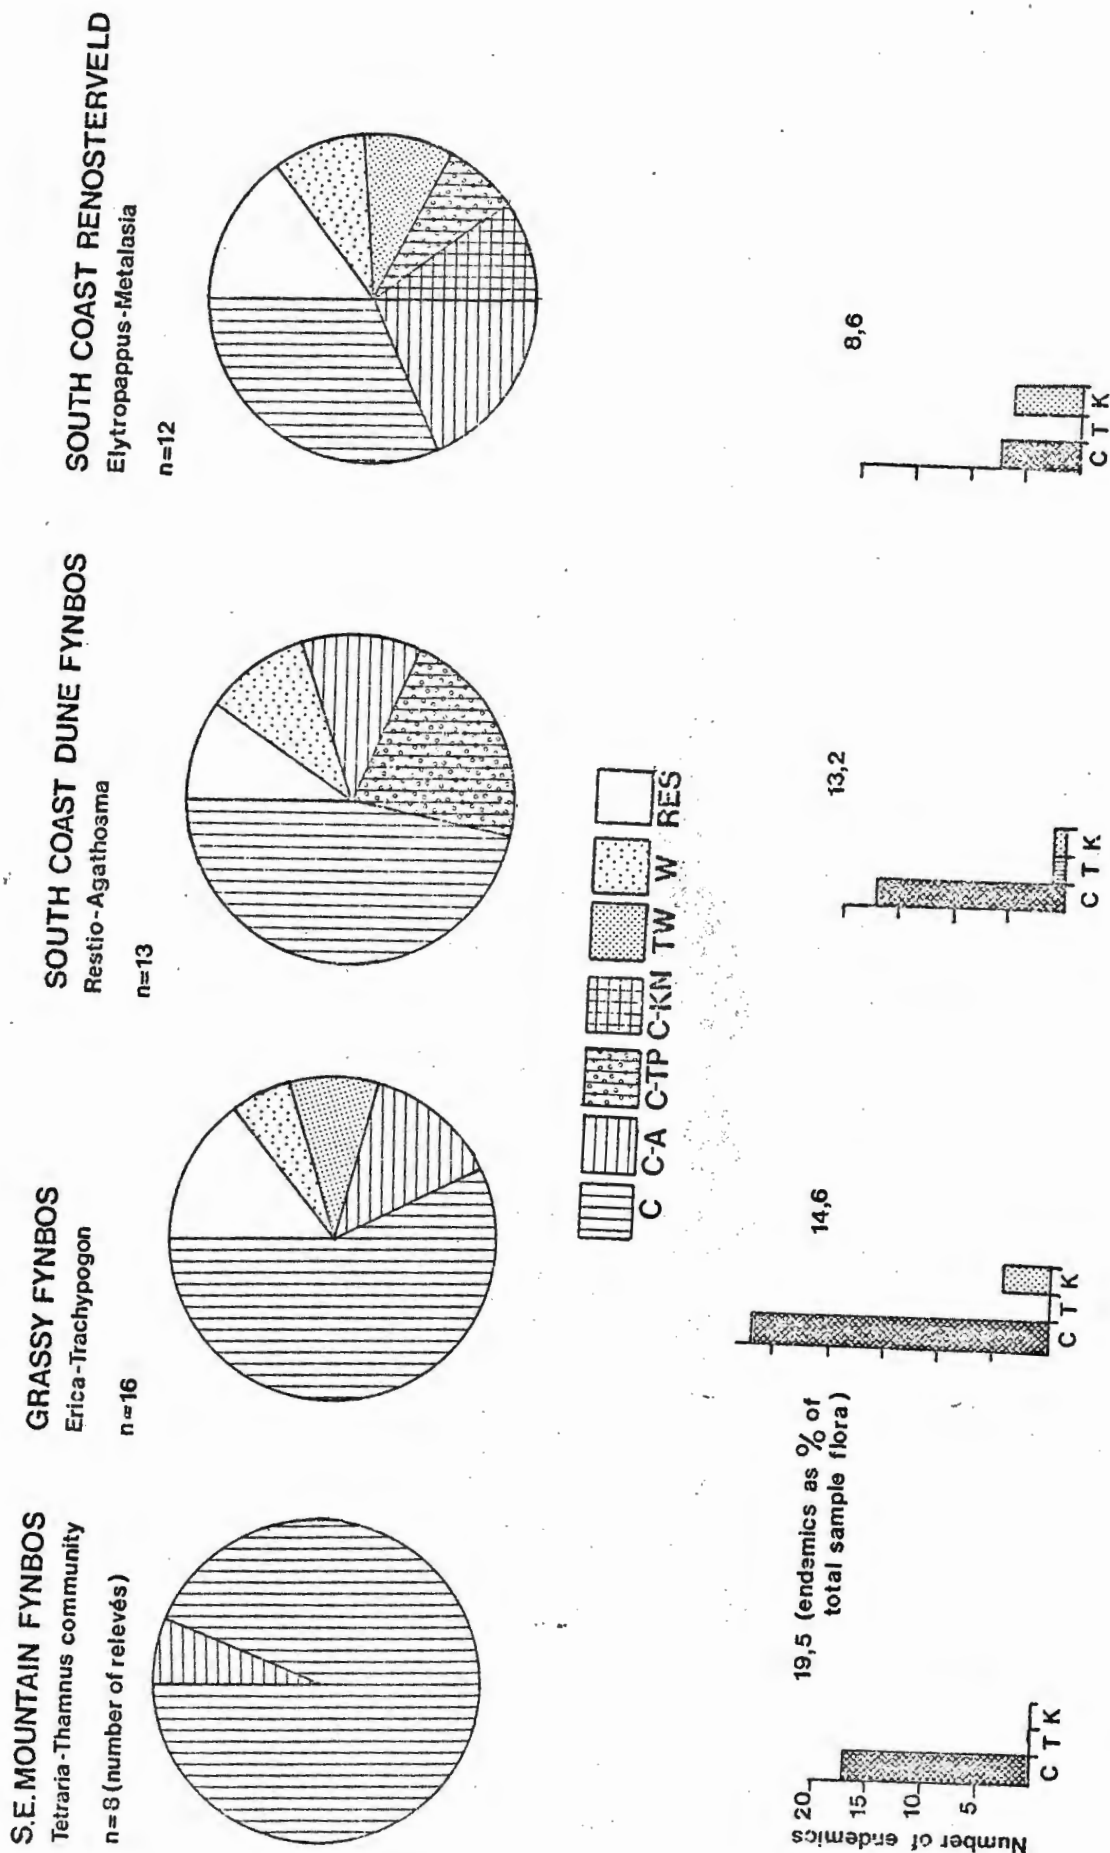 S.E. MOUNTAIN FYNBOS
Tetraria-Thamnus community
n=8 (number of relevés)
GRASSY FYNBOS
Erica-Trachypogon
n=16
SOUTH COAST DUNE FYNBOS
Restio-Agathosma
n=13
SOUTH COAST RENOSTERVELD
Elytropappus-Metalasia
n=12
C C-A C-TP C-KN TW W RES
Number of endemics
20
15
10
5
C T K
19,5 (endemics as % of
total sample flora)
C T K
14,6
C T K
13,2
C T K
8,6